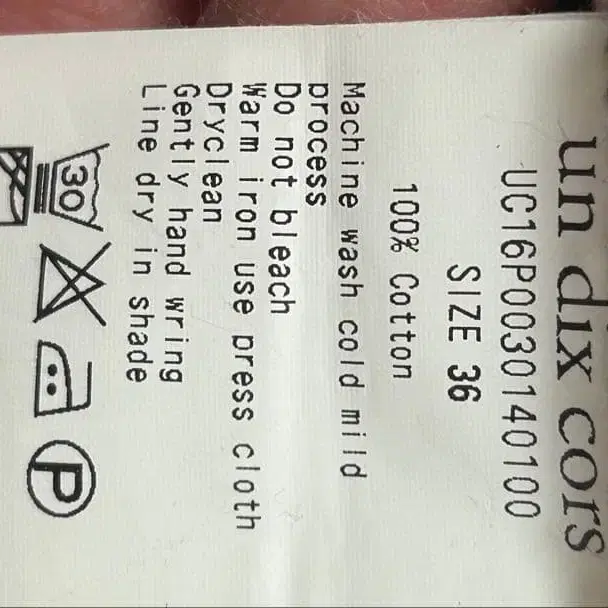 un dix cors
UC16P0030140100
SIZE 36
100% Cotton
Machine wash cold mild
process
Do not bleach
Warm iron use press cloth
Dryclean
Gently hand wring
Line dry in shade
30
P